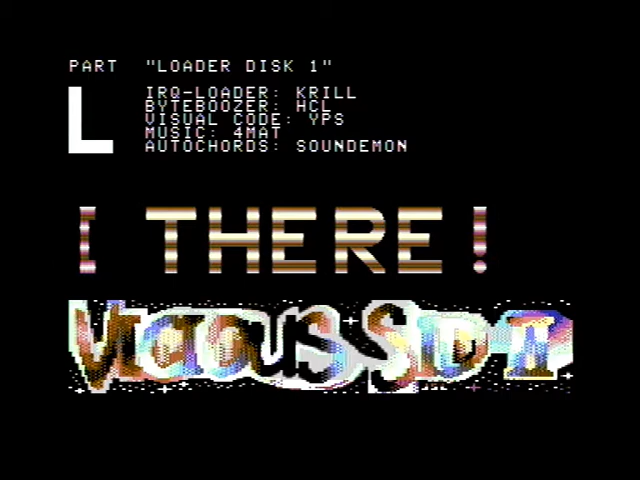 PART "LOADER DISK 1"
L
IRQ-LOADER: KRILL
BYTEBOOZER: HCL
VISUAL CODE: YPS
MUSIC: 4MAT
AUTOCHORDS: SOUNDEMON
[ THERE!
VICIOUS SID